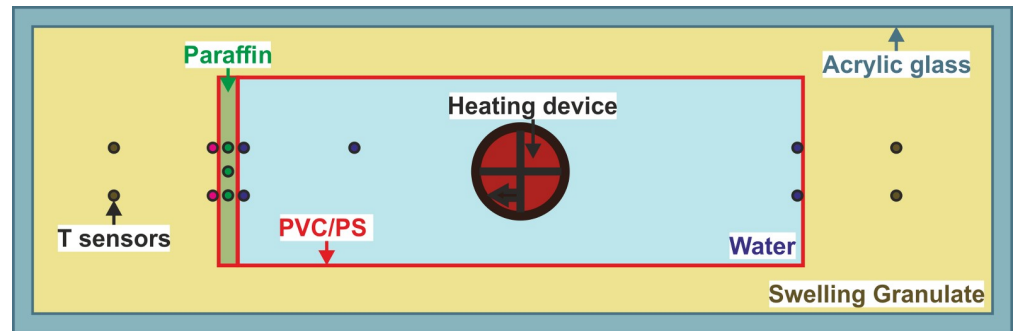 Paraffin
Acrylic glass
Heating device
T sensors
PVC/PS
Water
Swelling Granulate